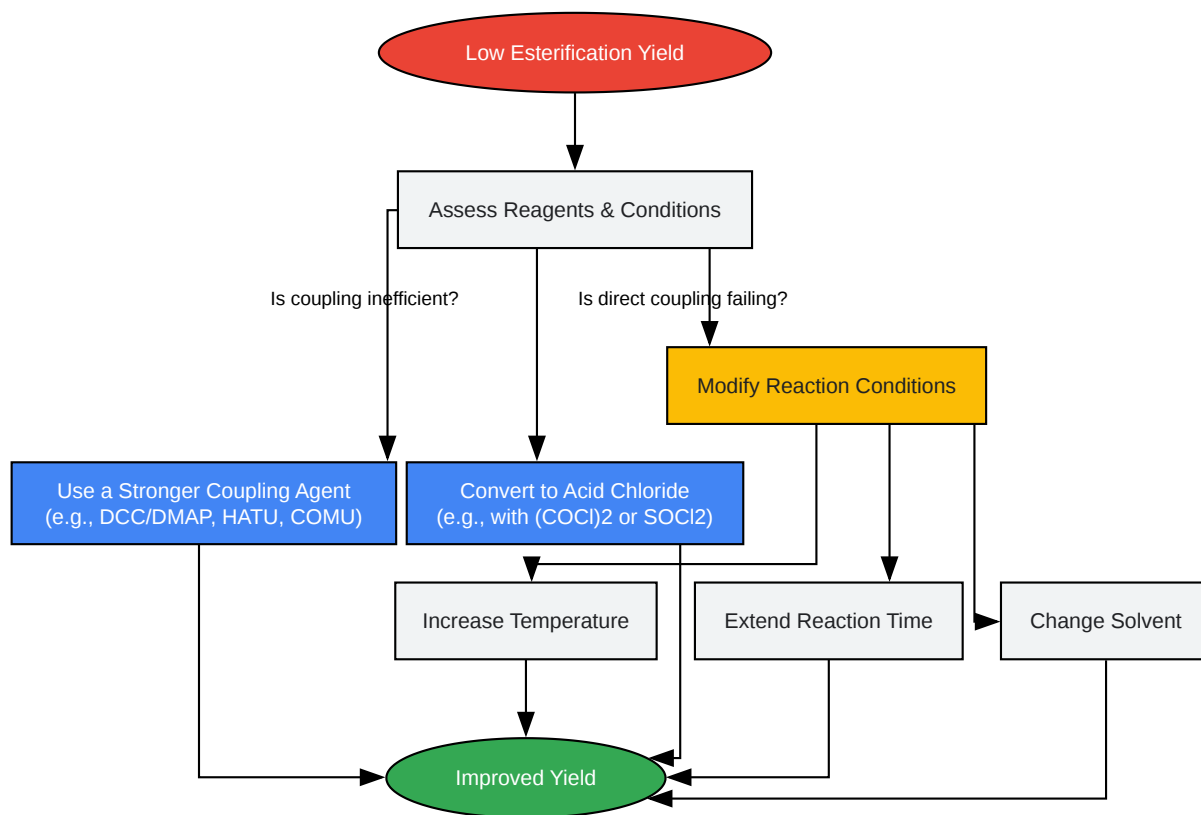 Low Esterification Yield
Assess Reagents & Conditions
Is coupling inefficient?
Is direct coupling failing?
Modify Reaction Conditions
Use a Stronger Coupling Agent
(e.g., DCC/DMAP, HATU, COMU)
Convert to Acid Chloride
(e.g., with (COCl)2 or SOCl2)
Increase Temperature
Extend Reaction Time
Change Solvent
Improved Yield